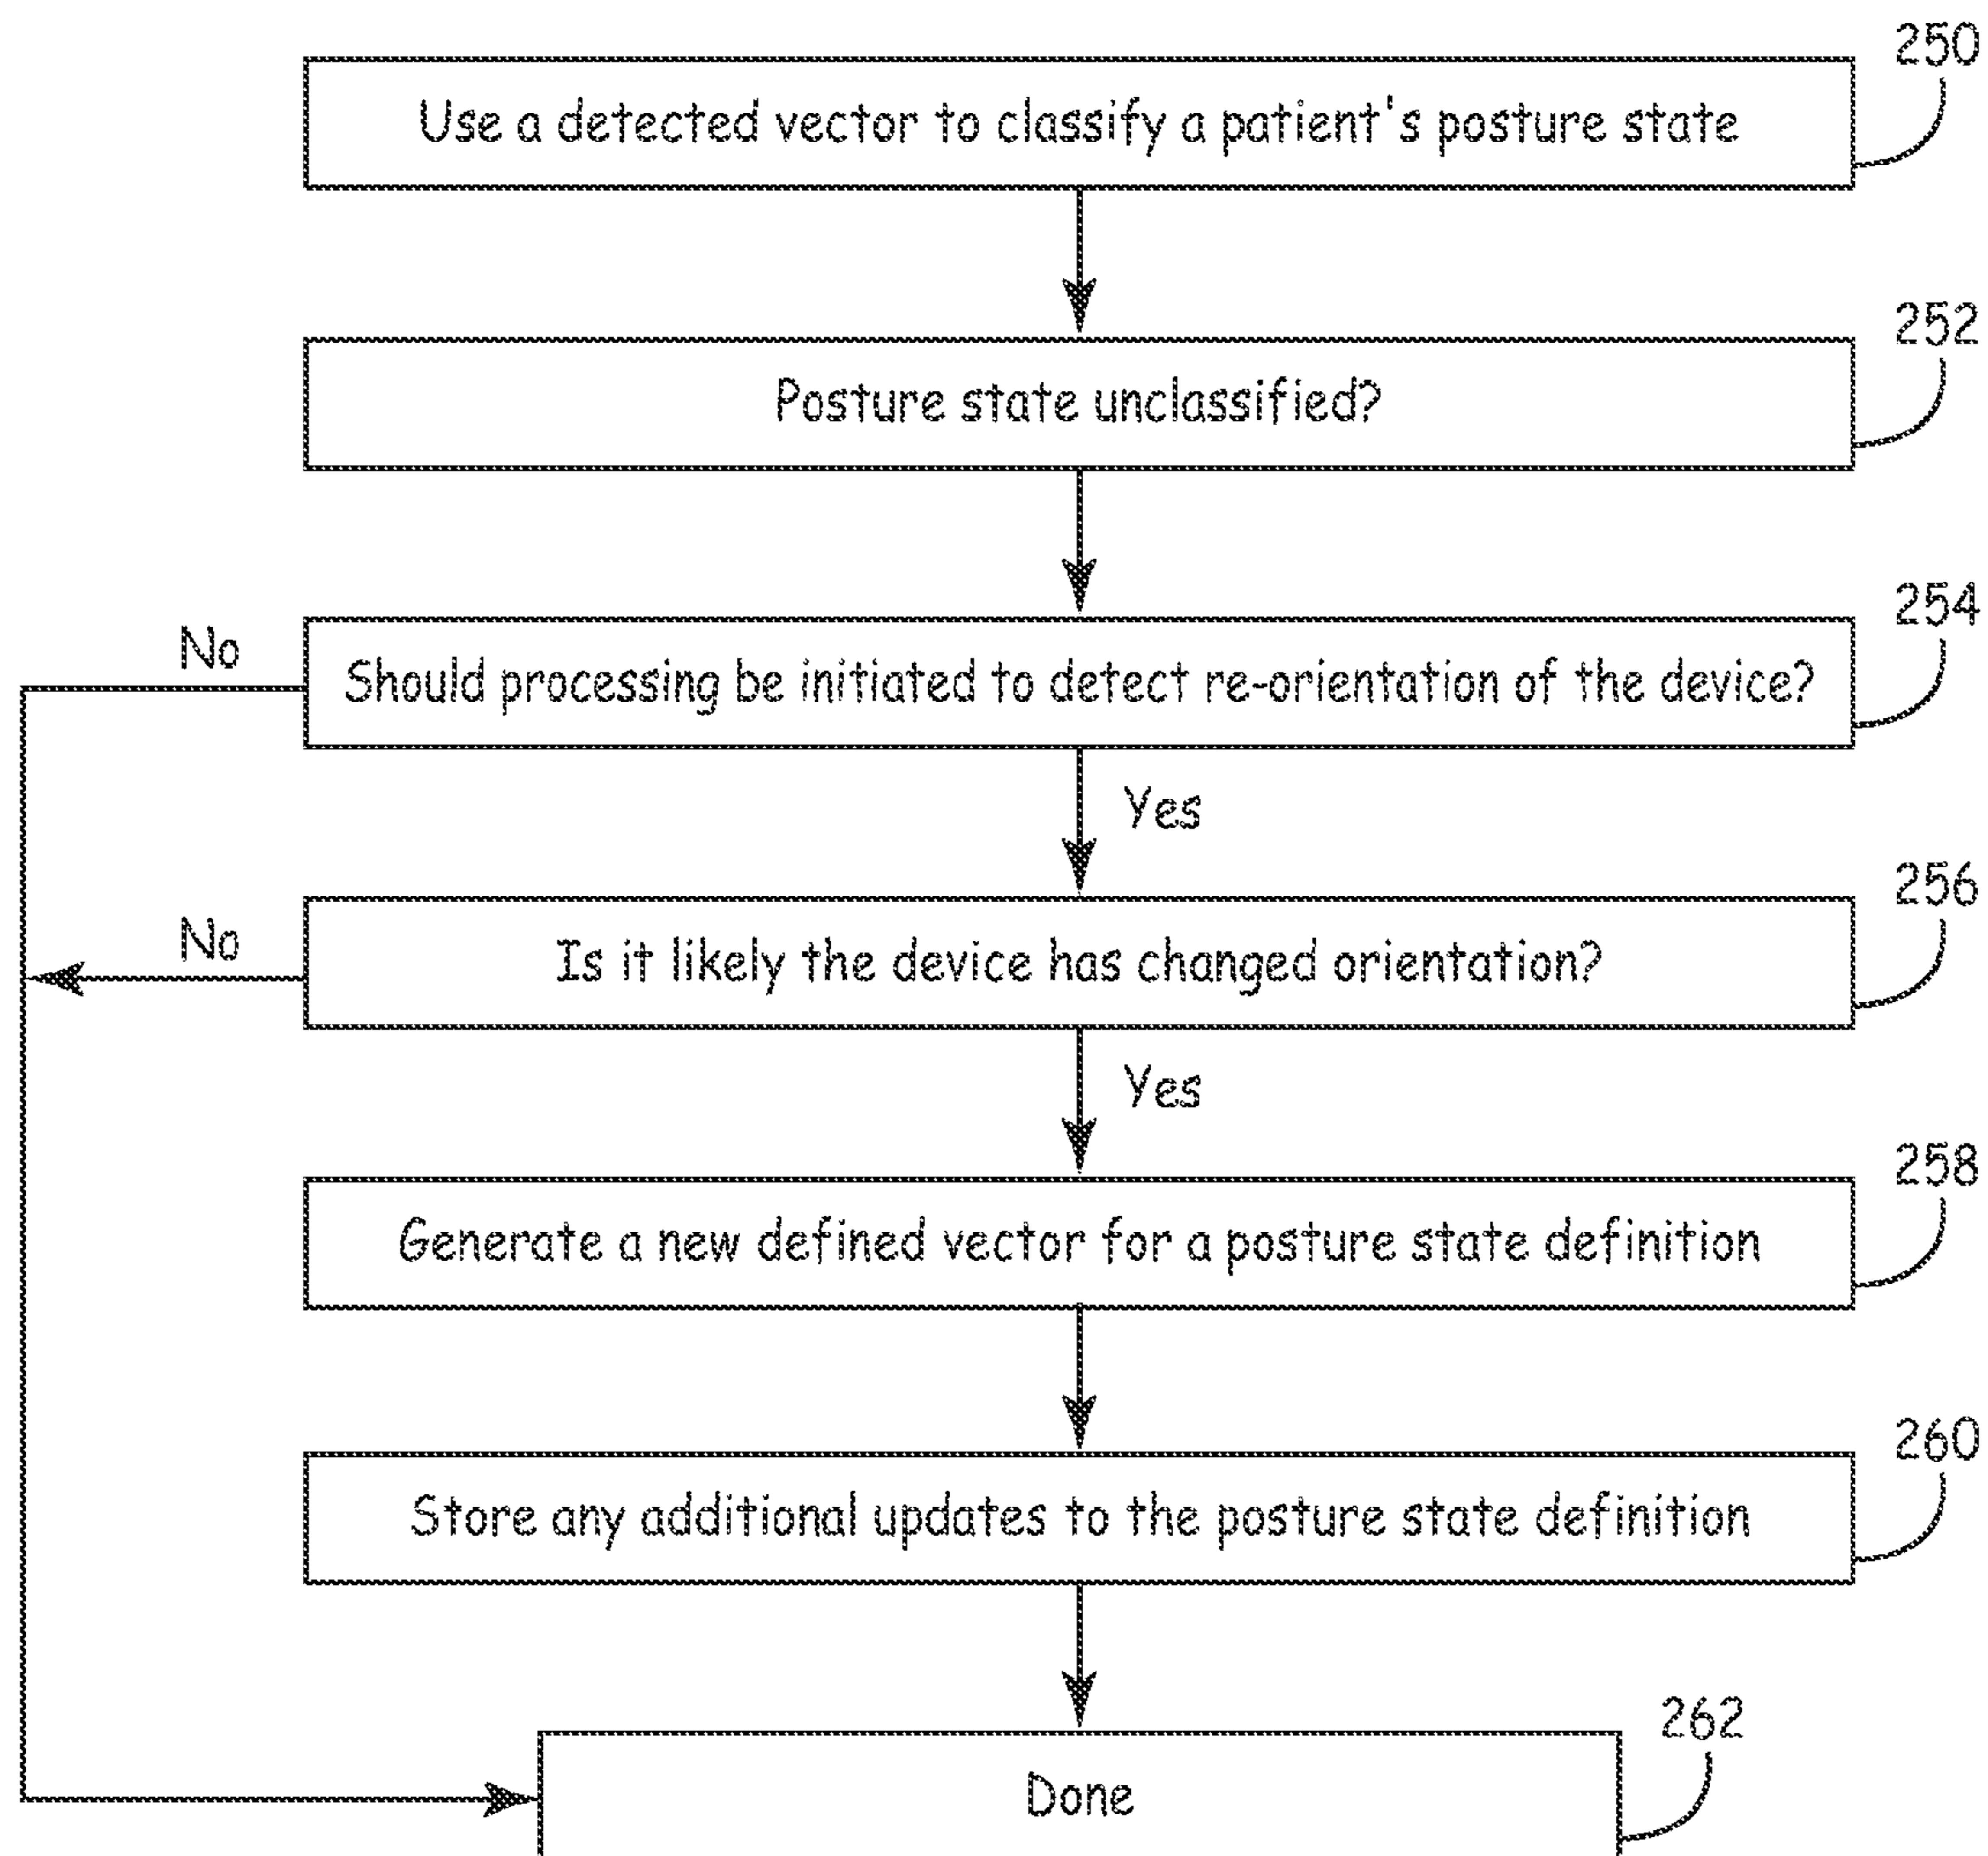 250
Use a detected vector to classify a patient's posture state
252
Posture state unclassified?
254
No
Should processing be initiated to detect re-orientation of the device?
Yes
256
No
Is it likely the device has changed orientation?
Yes
258
Generate a new defined vector for a posture state definition
260
Store any additional updates to the posture state definition
262
Done